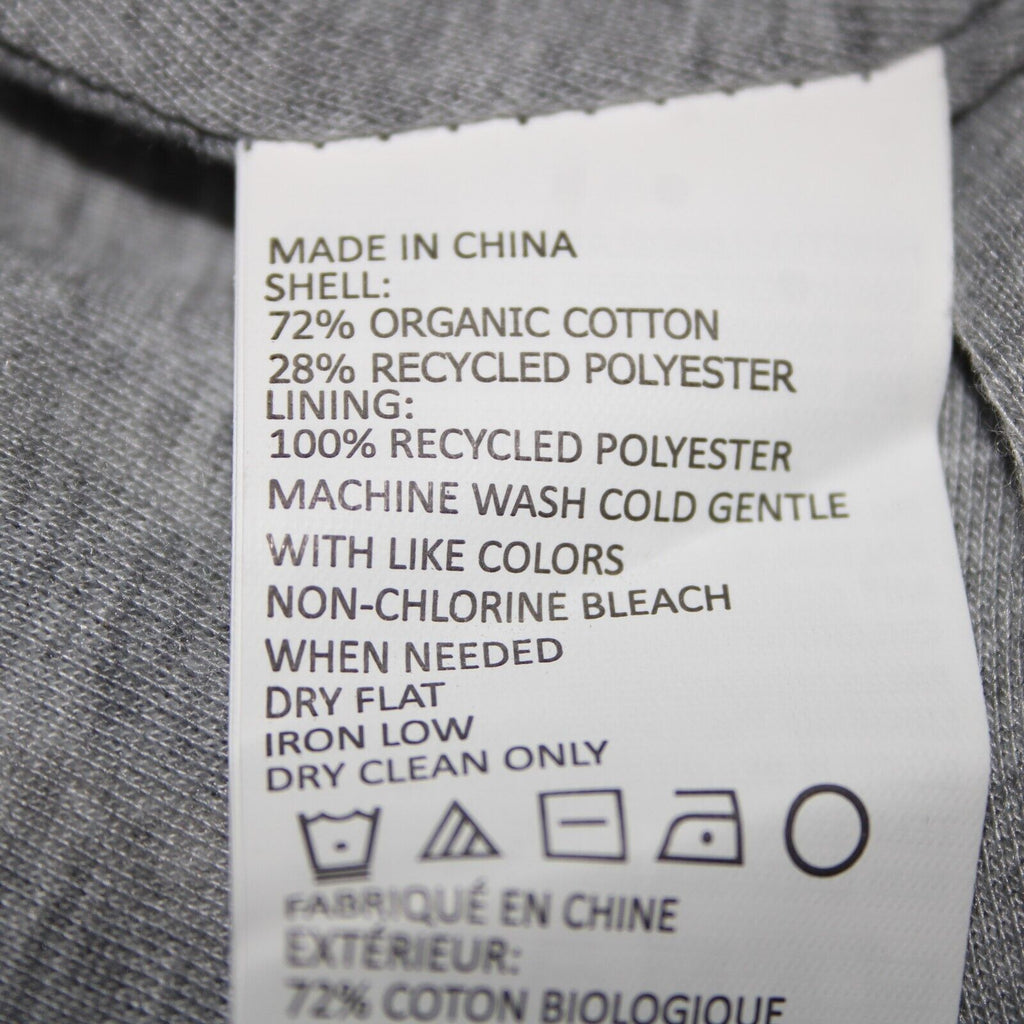 MADE IN CHINA
SHELL:
72% ORGANIC COTTON
28% RECYCLED POLYESTER
LINING:
100% RECYCLED POLYESTER
MACHINE WASH COLD GENTLE
WITH LIKE COLORS
NON-CHLORINE BLEACH
WHEN NEEDED
DRY FLAT
IRON LOW
DRY CLEAN ONLY
FABRIQUÉ EN CHINE
EXTÉRIEUR:
72% COTON BIOLOGIQUE